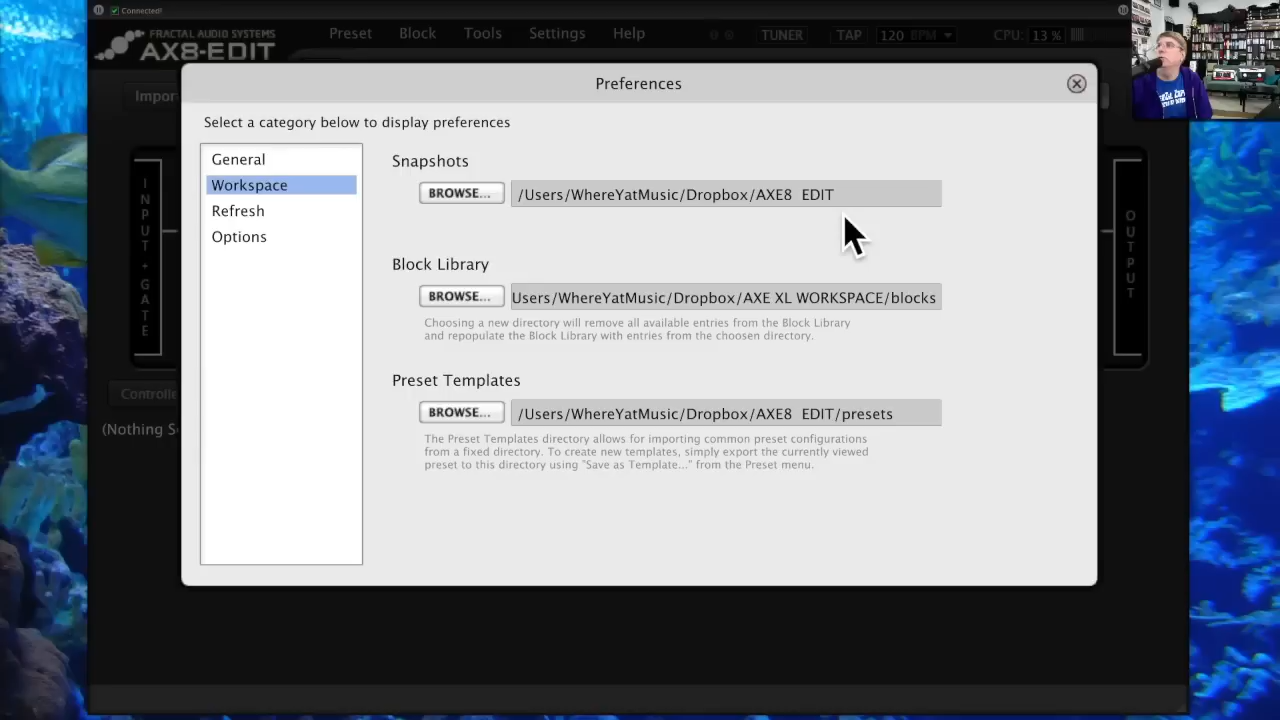 Connected!
FRACTAL AUDIO SYSTEMS
AX8-EDIT
Preset Block Tools Settings Help
TUNER TAP 120 BPM CPU: 13 %
Preferences
Select a category below to display preferences
General
Workspace
Refresh
Options
Snapshots
BROWSE... /Users/WhereYatMusic/Dropbox/AXE8 EDIT
Block Library
BROWSE... Users/WhereYatMusic/Dropbox/AXE XL WORKSPACE/blocks
Choosing a new directory will remove all available entries from the Block Library
and repopulate the Block Library with entries from the choosen directory.
Preset Templates
BROWSE... /Users/WhereYatMusic/Dropbox/AXE8 EDIT/presets
The Preset Templates directory allows for importing common preset configurations
from a fixed directory. To create new templates, simply export the currently viewed
preset to this directory using "Save as Template..." from the Preset menu.
Impor
INPUT + GATE
OUTPUT
Controlle
(Nothing S